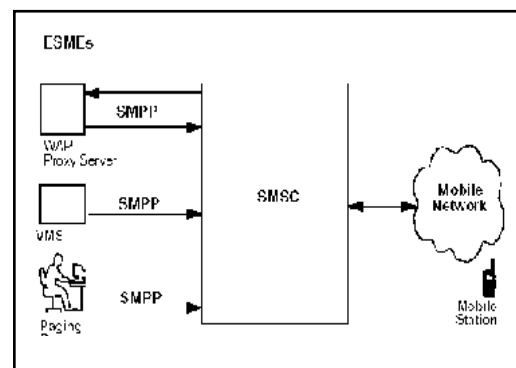 ESMEs
SMPP
WAP
Proxy Server
SMPP
VMS
SMPP
Paging
SMSC
Mobile
Network
Mobile
Station